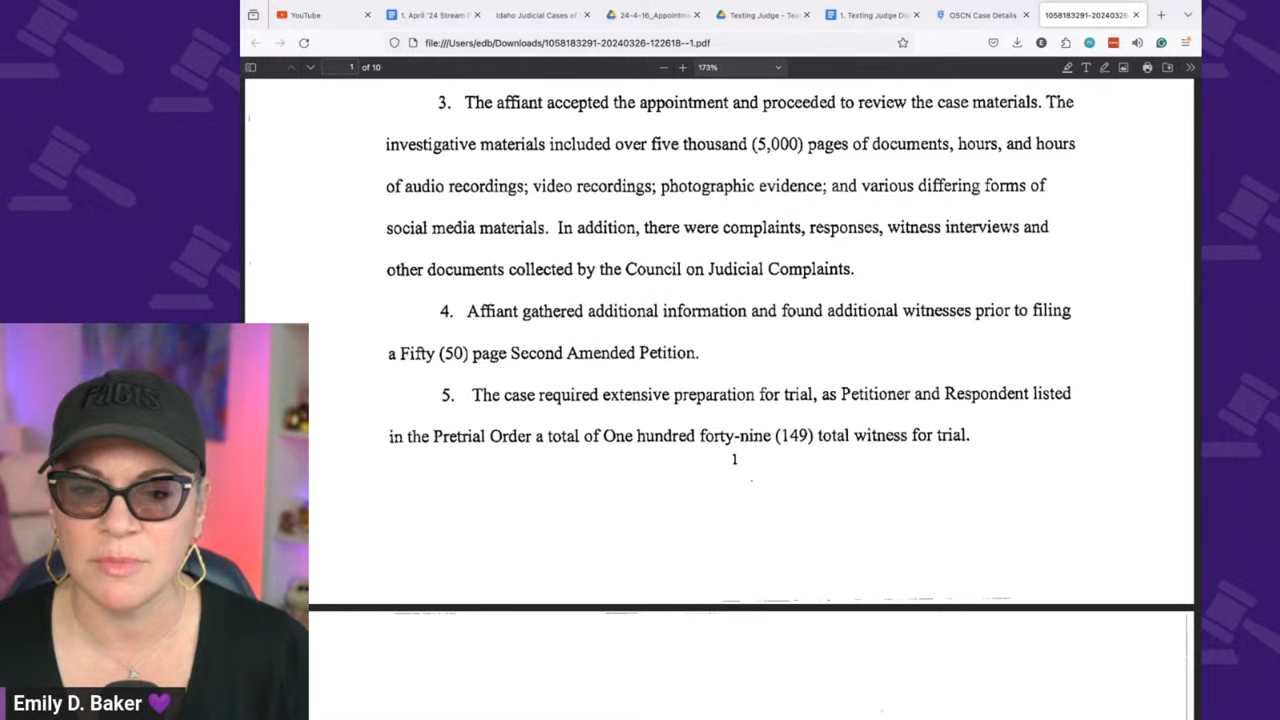 YouTube
1. April '24 Stream F
Idaho Judicial Cases of
24-4-16_Appointme
Texting Judge - Tea
1. Texting Judge Dis
OSCN Case Details
1058183291-20240326-
file:///Users/edb/Downloads/1058183291-20240326-122618--1.pdf
1 of 10
173%
3. The affiant accepted the appointment and proceeded to review the case materials. The
investigative materials included over five thousand (5,000) pages of documents, hours, and hours
of audio recordings; video recordings; photographic evidence; and various differing forms of
social media materials. In addition, there were complaints, responses, witness interviews and
other documents collected by the Council on Judicial Complaints.
4. Affiant gathered additional information and found additional witnesses prior to filing
a Fifty (50) page Second Amended Petition.
5. The case required extensive preparation for trial, as Petitioner and Respondent listed
in the Pretrial Order a total of One hundred forty-nine (149) total witness for trial.
1
FACTS
Emily D. Baker 💜